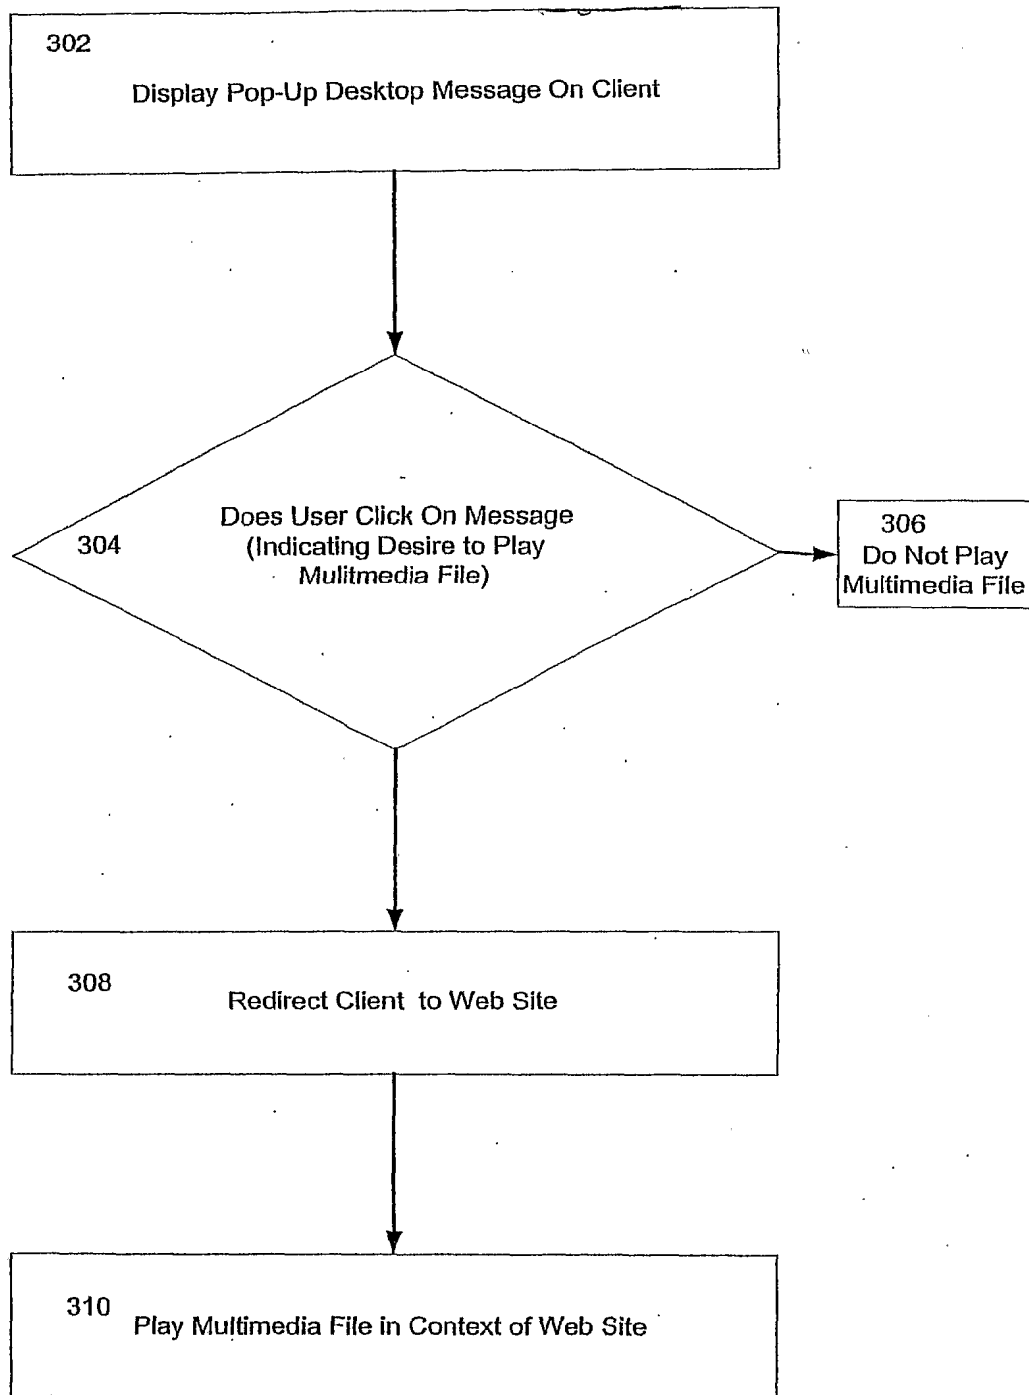 302
Display Pop-Up Desktop Message On Client
304
Does User Click On Message
(Indicating Desire to Play
Mulitmedia File)
306
Do Not Play
Multimedia File
308
Redirect Client to Web Site
310
Play Multimedia File in Context of Web Site